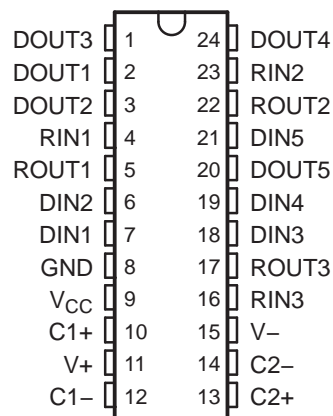 DOUT3 1 24 DOUT4
DOUT1 2 23 RIN2
DOUT2 3 22 ROUT2
RIN1 4 21 DIN5
ROUT1 5 20 DOUT5
DIN2 6 19 DIN4
DIN1 7 18 DIN3
GND 8 17 ROUT3
VCC 9 16 RIN3
C1+ 10 15 V−
V+ 11 14 C2−
C1− 12 13 C2+